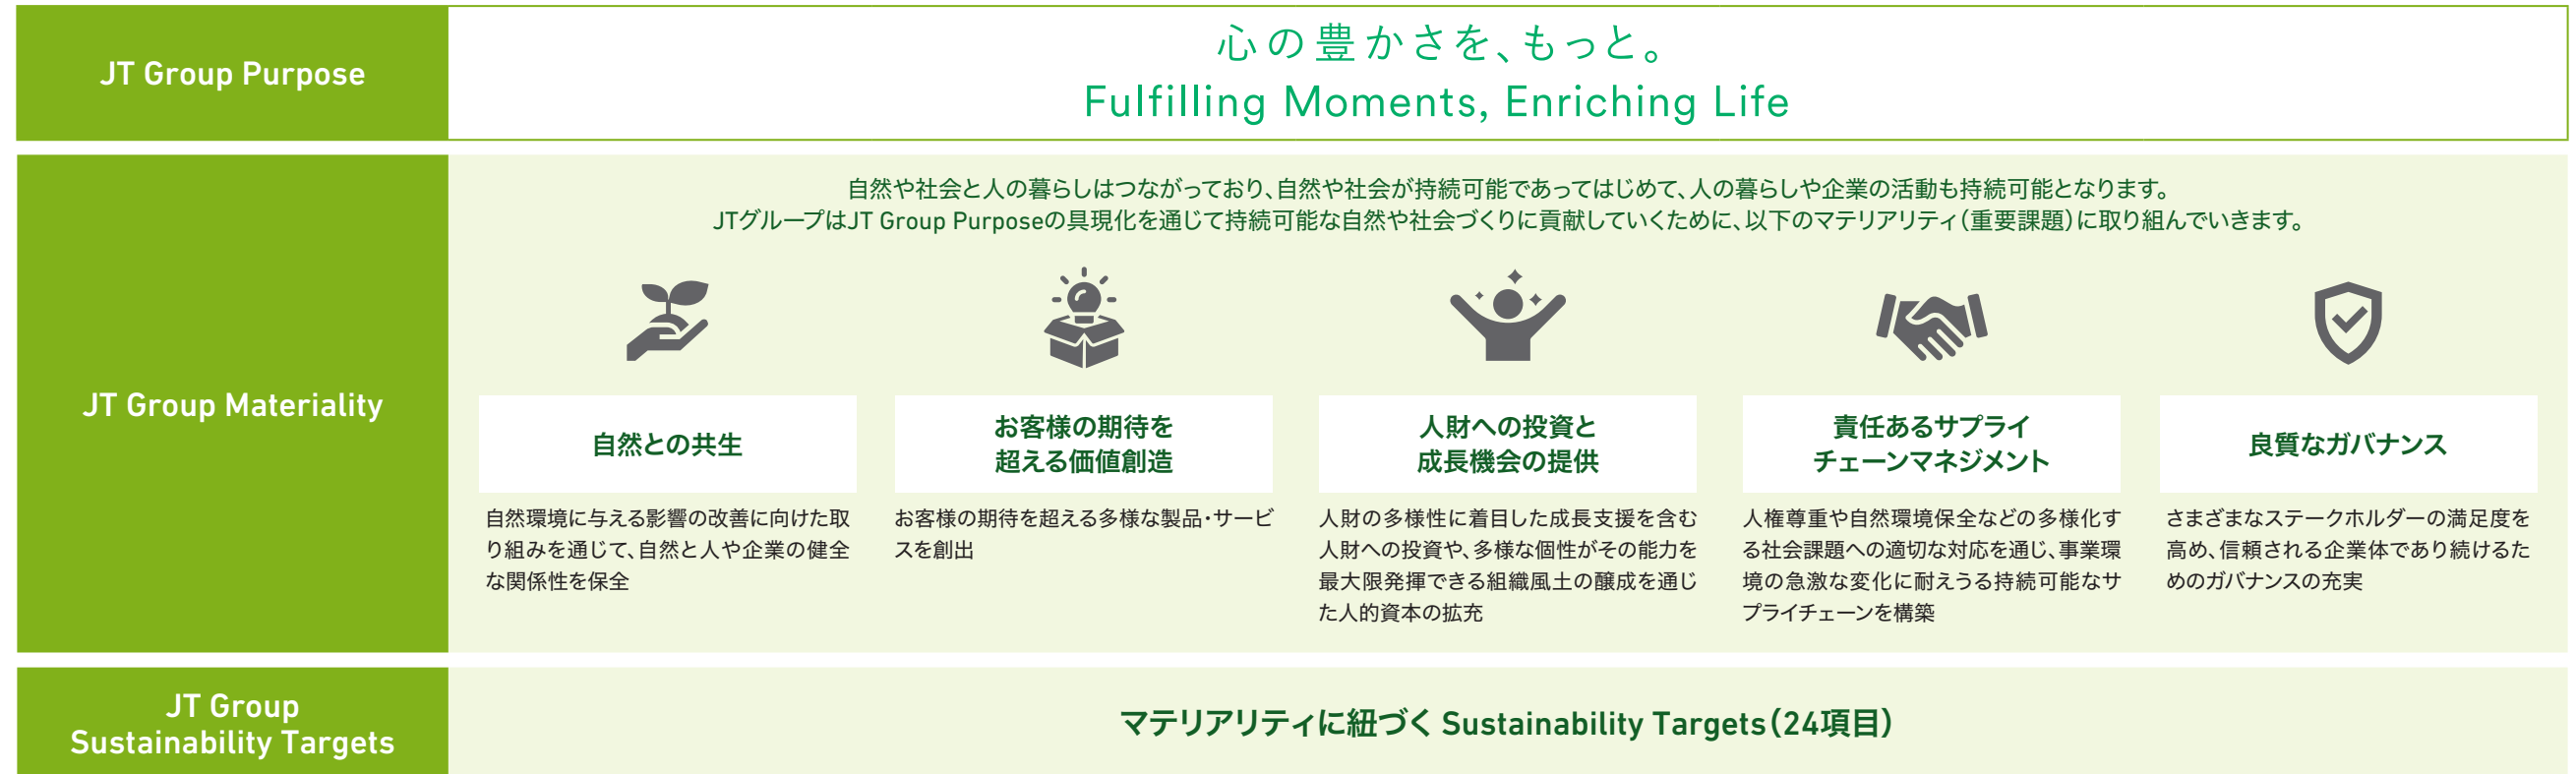 JT Group Purpose
心の豊かさを、もっと。
Fulfilling Moments, Enriching Life
JT Group Materiality
自然や社会と人の暮らしはつながっており、自然や社会が持続可能であってはじめて、人の暮らしや企業の活動も持続可能となります。
JTグループはJT Group Purposeの具現化を通じて持続可能な自然や社会づくりに貢献していくために、以下のマテリアリティ（重要課題）に取り組んでいきます。
自然との共生
自然環境に与える影響の改善に向けた取
り組みを通じて、自然と人や企業の健全
な関係性を保全
お客様の期待を
超える価値創造
お客様の期待を超える多様な製品・サービ
スを創出
人財への投資と
成長機会の提供
人財の多様性に着目した成長支援を含む
人財への投資や、多様な個性がその能力を
最大限発揮できる組織風土の醸成を通じ
た人的資本の拡充
責任あるサプライ
チェーンマネジメント
人権尊重や自然環境保全などの多様化す
る社会課題への適切な対応を通じ、事業環
境の急激な変化に耐えうる持続可能なサ
プライチェーンを構築
良質なガバナンス
さまざまなステークホルダーの満足度を
高め、信頼される企業体であり続けるた
めのガバナンスの充実
JT Group
Sustainability Targets
マテリアリティに紐づく Sustainability Targets（24項目）